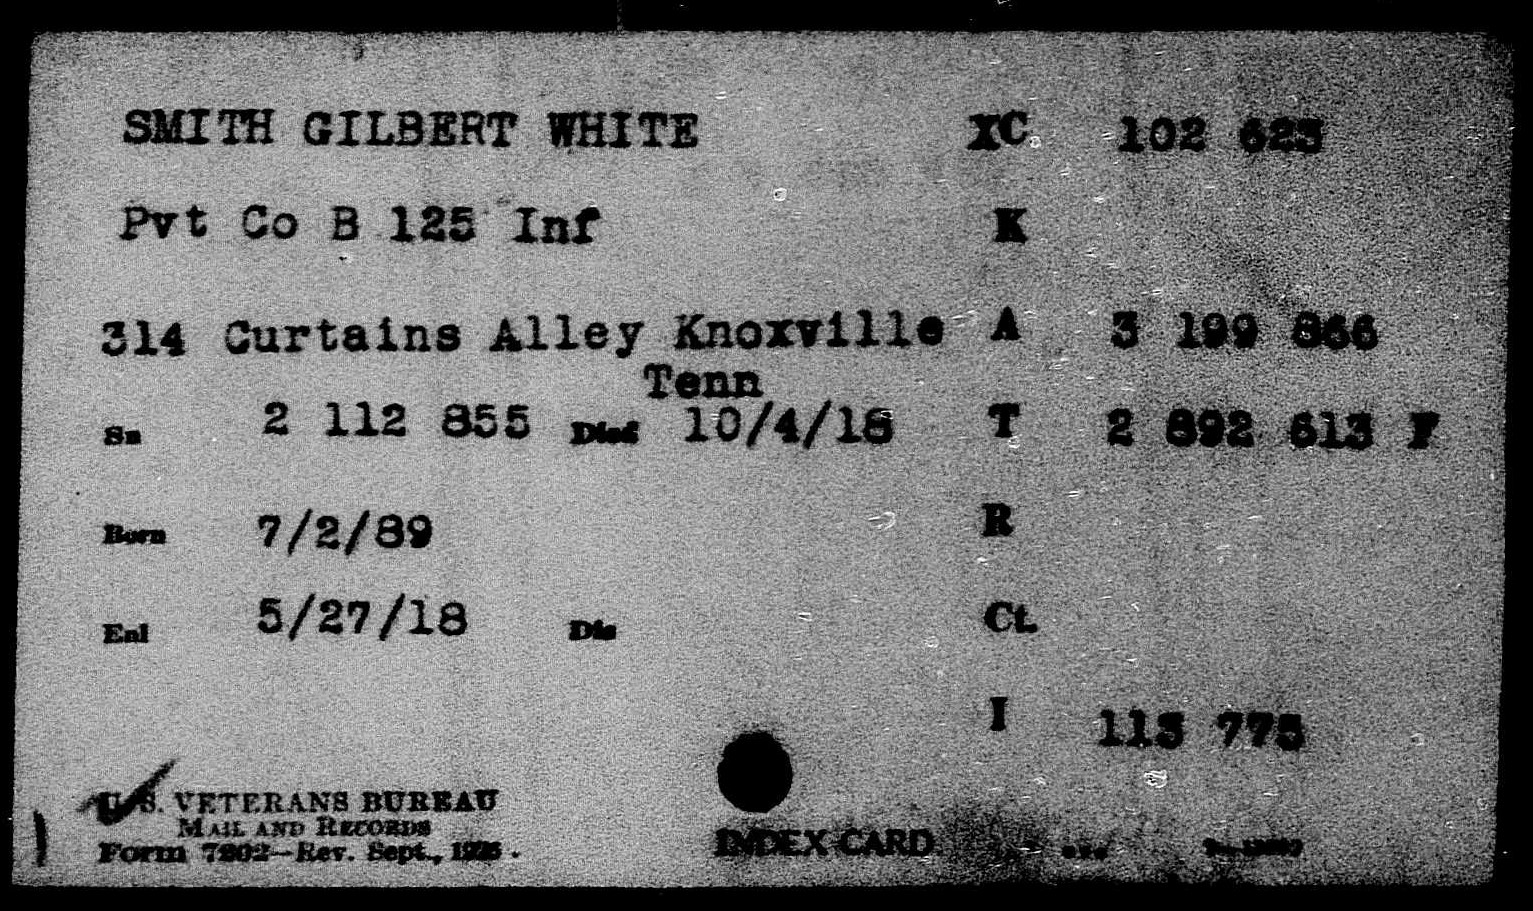 SMITH GILBERT WHITE XC. 102 623
Pvt Co B 125 Inf K
314 Curtains Alley Knoxville A 3 199 866
Tenn
Sn 2 112 855 Died 10/4/18 T 2 892 613 F
Born 7/2/89 R
Enl 5/27/18 Dis Ct.
I 113 775
U. S. VETERANS BUREAU
MAIL AND RECORDS
Form 7202—Rev. Sept., 1925.
INDEX CARD